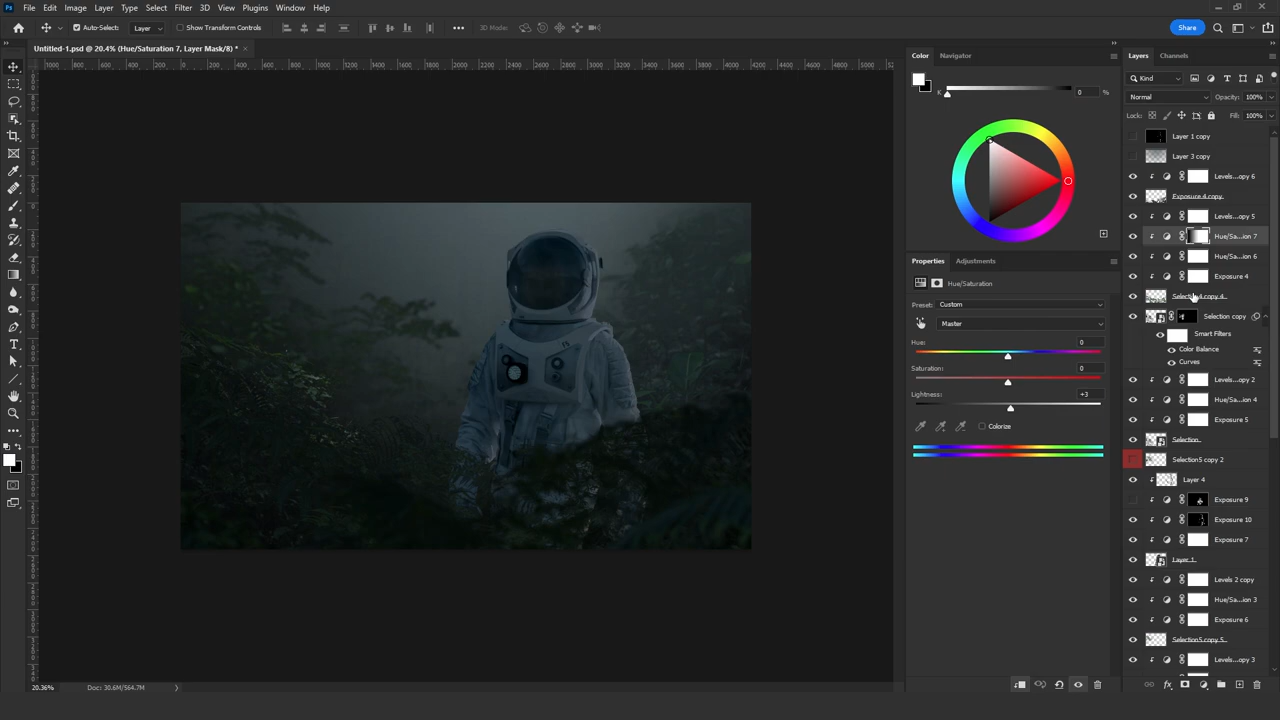 Ps File Edit Image Layer Type Select Filter 3D View Plugins Window Help
Auto-Select: Layer Show Transform Controls 3D Mode: Share
Untitled-1.psd @ 20.4% (Hue/Saturation 7, Layer Mask/8) * ×
Color Navigator
K 0 %
Properties Adjustments
Hue/Saturation
Preset: Custom
Master
Hue: 0
Saturation: 0
Lightness: +3
Colorize
Layers Channels
Kind
Normal Opacity: 100%
Lock: Fill: 100%
Layer 1 copy
Layer 3 copy
Levels...opy 6
Exposure 4 copy
Levels...opy 5
Hue/Sa...ion 7
Hue/Sa...ion 6
Exposure 4
Selection copy
Smart Filters
Color Balance
Curves
Levels...opy 2
Hue/Sa...ion 4
Exposure 5
Selection
Selection5 copy 2
Layer 4
Exposure 9
Exposure 10
Exposure 7
Layer 1
Levels 2 copy
Hue/Sa...ion 3
Exposure 6
Selection5 copy 5
Levels...opy 3
20.36% Doc: 30.6M/564.7M